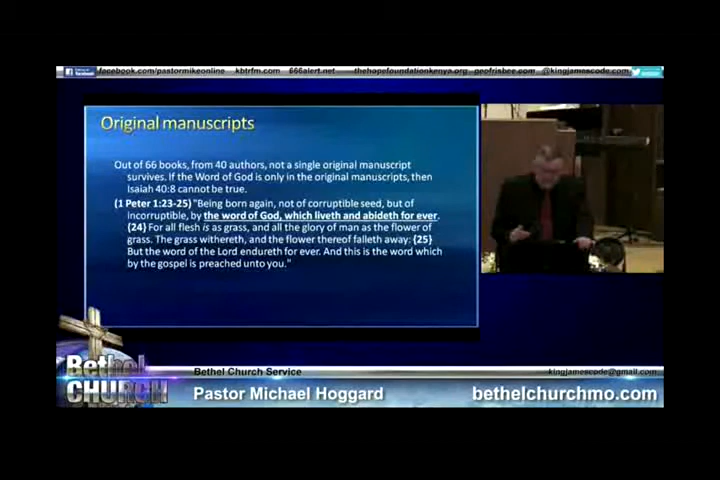 facebook.com/pastormikeonline kbtrfm.com 666alert.net thehopefoundationkenya.org geofrisbee.com @kingjamescode.com
Original manuscripts
Out of 66 books, from 40 authors, not a single original manuscript
survives. If the Word of God is only in the original manuscripts, then
Isaiah 40:8 cannot be true.
(1 Peter 1:23-25) "Being born again, not of corruptible seed, but of
incorruptible, by the word of God, which liveth and abideth for ever.
(24) For all flesh is as grass, and all the glory of man as the flower of
grass. The grass withereth, and the flower thereof falleth away: (25)
But the word of the Lord endureth for ever. And this is the word which
by the gospel is preached unto you."
Bethel
CHURCH
Bethel Church Service
kingjamescode@gmail.com
Pastor Michael Hoggard
bethelchurchmo.com